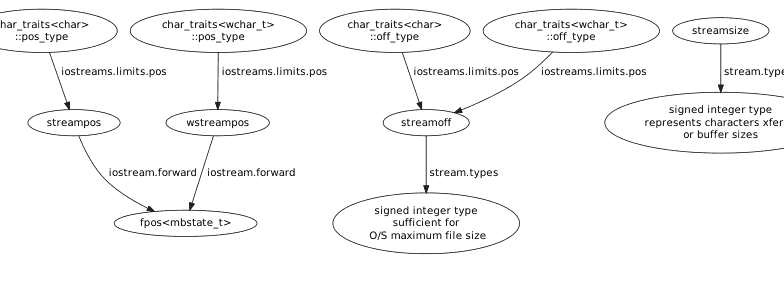 har_traits<char>
::pos_type
char_traits<wchar_t>
::pos_type
char_traits<char>
::off_type
char_traits<wchar_t>
::off_type
streamsize
iostreams.limits.pos
iostreams.limits.pos
iostreams.limits.pos
iostreams.limits.pos
stream.type
streampos
wstreampos
streamoff
signed integer type
represents characters xfer
or buffer sizes
iostream.forward
iostream.forward
stream.types
fpos<mbstate_t>
signed integer type
sufficient for
O/S maximum file size